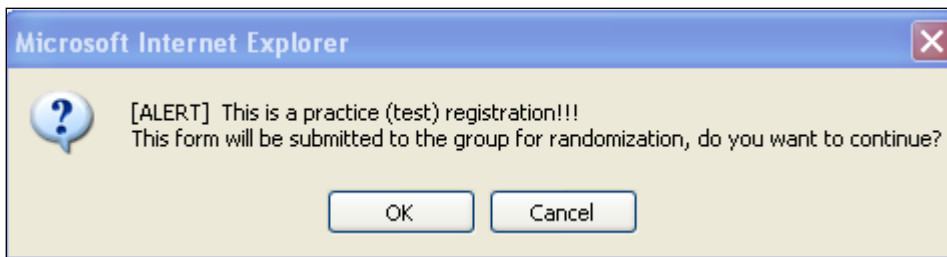 Microsoft Internet Explorer
[ALERT] This is a practice (test) registration!!!
This form will be submitted to the group for randomization, do you want to continue?
OK Cancel